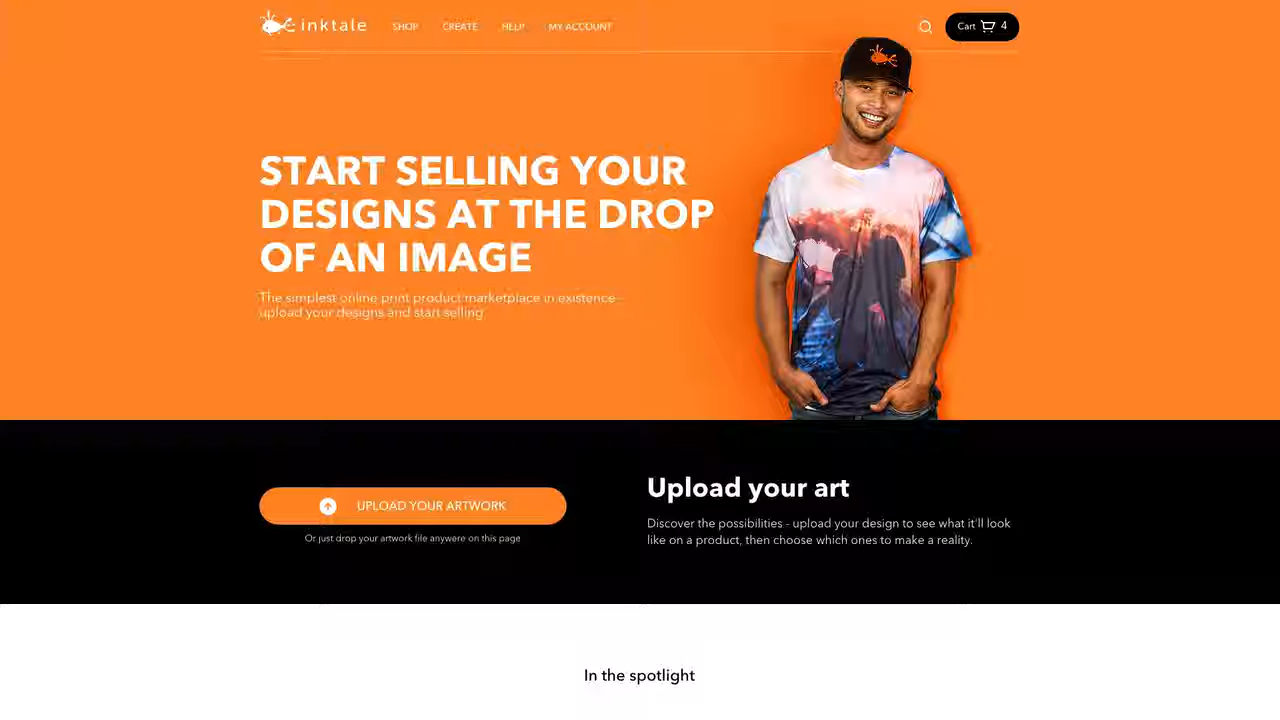 inktale
SHOP
CREATE
HELP
MY ACCOUNT
Cart
4
START SELLING YOUR
DESIGNS AT THE DROP
OF AN IMAGE
The simplest online print product marketplace in existence -
upload your designs and start selling
UPLOAD YOUR ARTWORK
Or just drop your artwork file anywere on this page
Upload your art
Discover the possibilities - upload your design to see what it'll look
like on a product, then choose which ones to make a reality.
In the spotlight